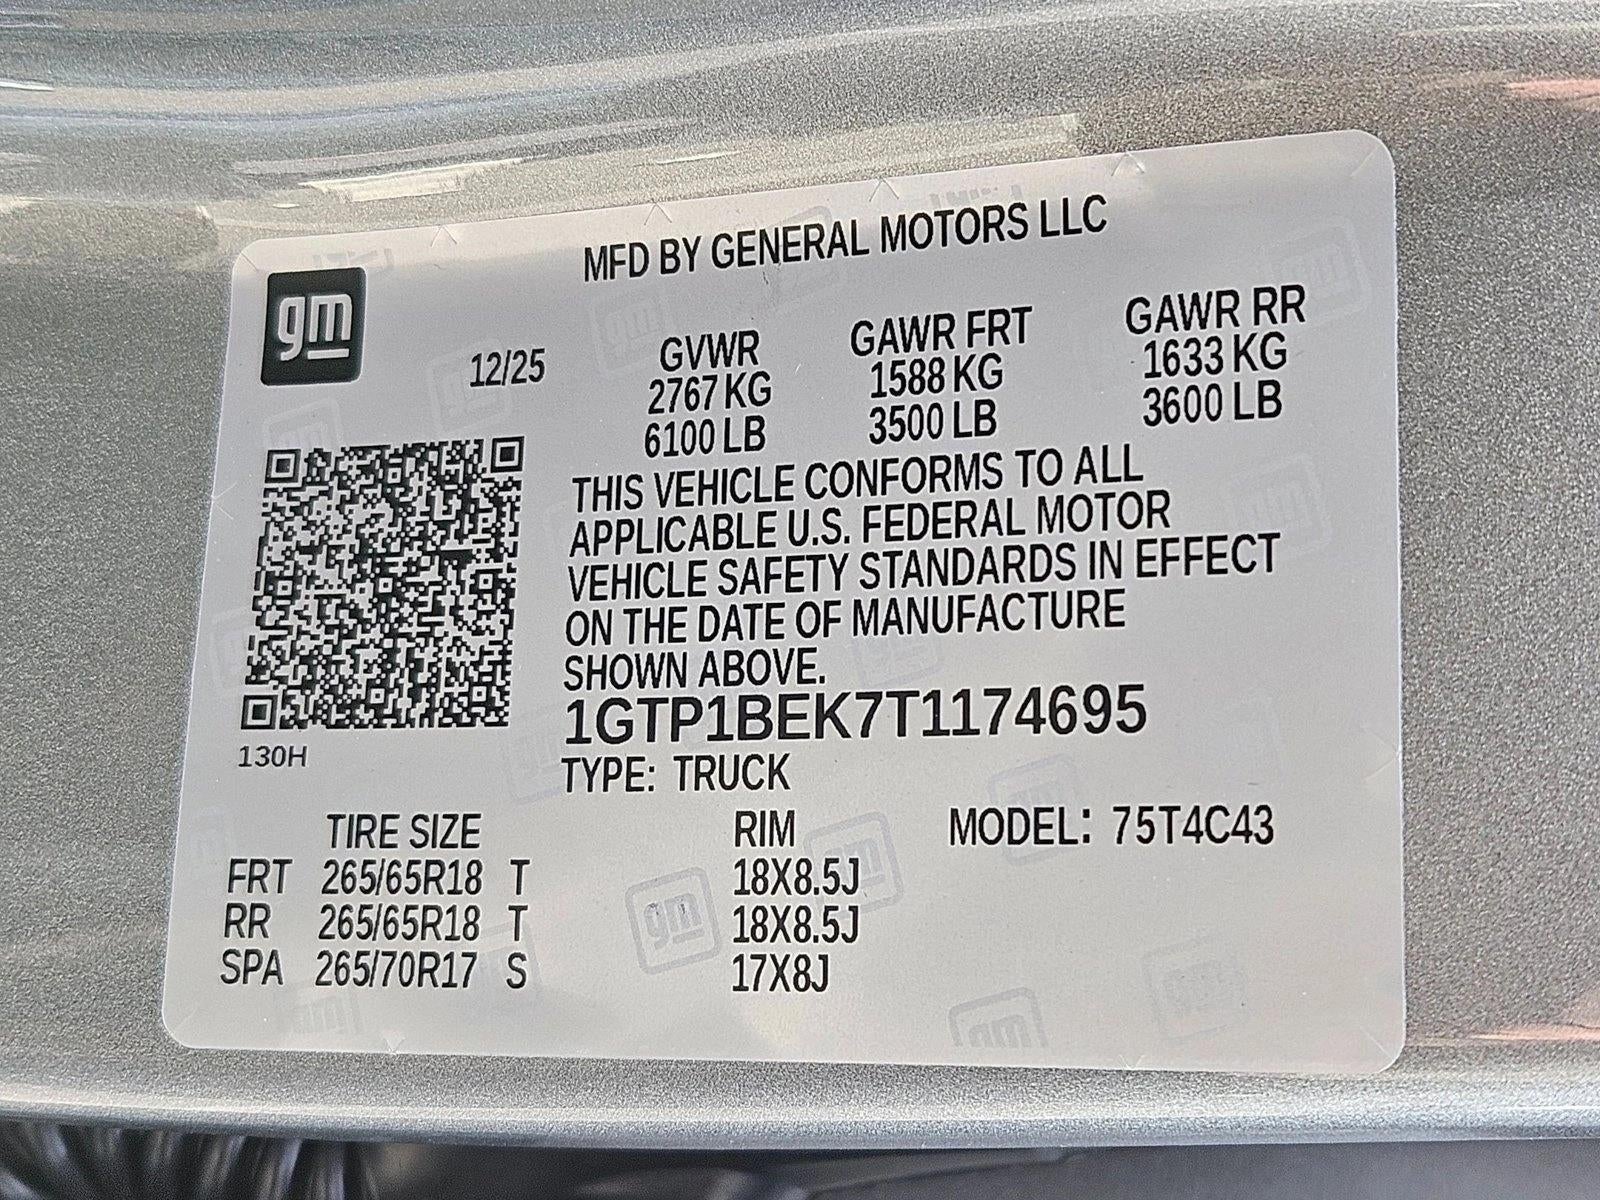 MFD BY GENERAL MOTORS LLC
gm
12/25
GVWR GAWR FRT GAWR RR
2767 KG 1588 KG 1633 KG
6100 LB 3500 LB 3600 LB
THIS VEHICLE CONFORMS TO ALL
APPLICABLE U.S. FEDERAL MOTOR
VEHICLE SAFETY STANDARDS IN EFFECT
ON THE DATE OF MANUFACTURE
SHOWN ABOVE.
1GTP1BEK7T1174695
130H
TYPE: TRUCK
TIRE SIZE RIM MODEL: 75T4C43
FRT 265/65R18 T 18X8.5J
RR 265/65R18 T 18X8.5J
SPA 265/70R17 S 17X8J
gm
gm
gm